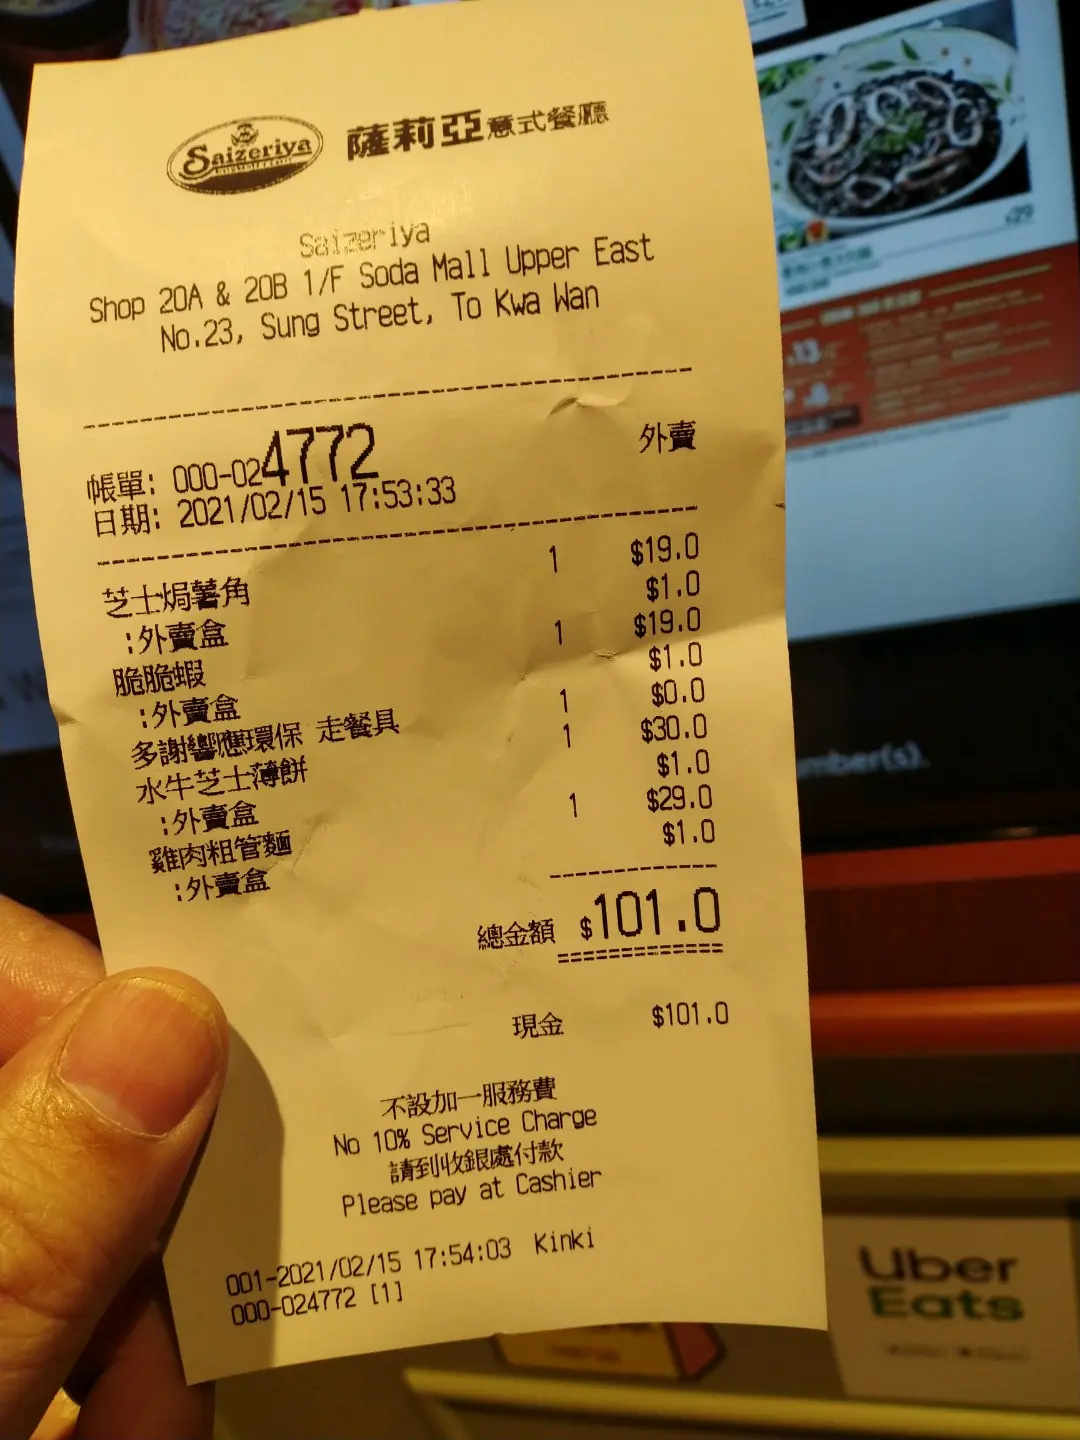 Saizeriya 薩莉亞意式餐廳
Saizeriya
Shop 20A & 20B 1/F Soda Mall Upper East
No.23, Sung Street, To Kwa Wan
帳單: 000-024772 外賣
日期: 2021/02/15 17:53:33
芝士焗薯角 1 $19.0
:外賣盒 $1.0
脆脆蝦 1 $19.0
:外賣盒 $1.0
多謝響應環保 走餐具 1 $0.0
水牛芝士薄餅 1 $30.0
:外賣盒 $1.0
雞肉粗管麵 1 $29.0
:外賣盒 $1.0
總金額 $101.0
現金 $101.0
不設加一服務費
No 10% Service Charge
請到收銀處付款
Please pay at Cashier
001-2021/02/15 17:54:03 Kinki
000-024772 [1]
mber(s).
Uber
Eats